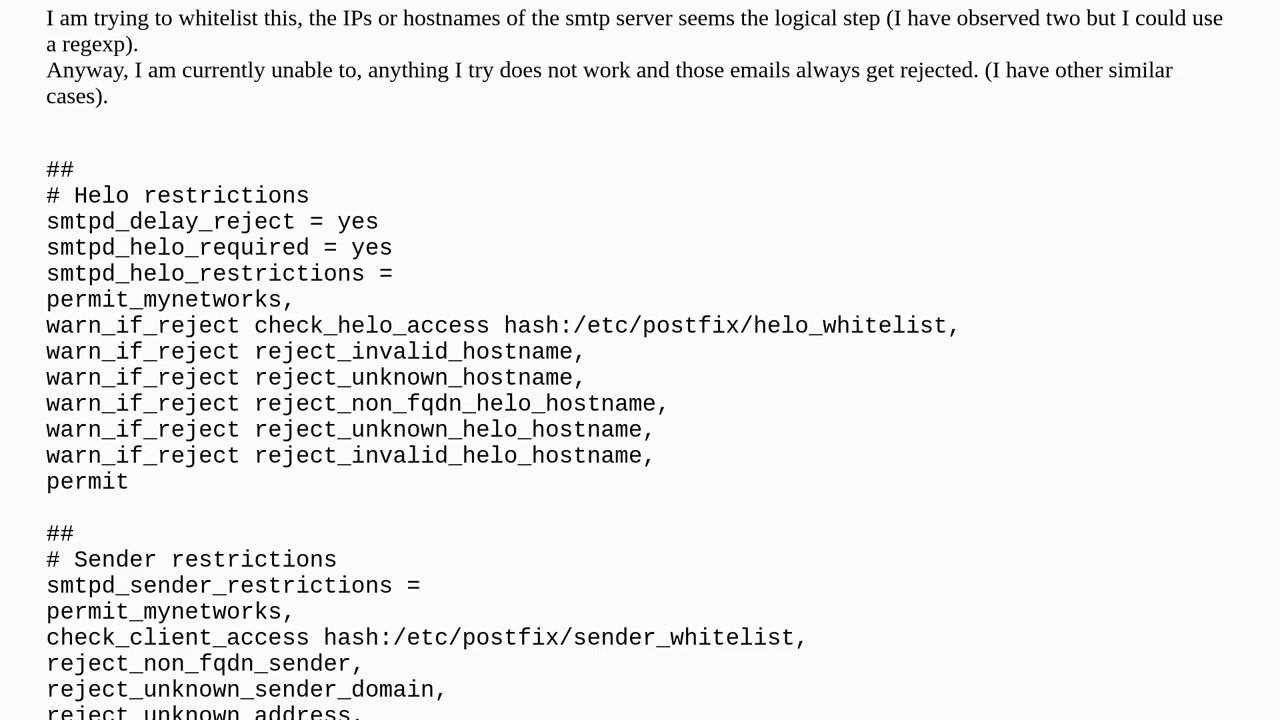 I am trying to whitelist this, the IPs or hostnames of the smtp server seems the logical step (I have observed two but I could use
a regexp).
Anyway, I am currently unable to, anything I try does not work and those emails always get rejected. (I have other similar
cases).
##
# Helo restrictions
smtpd_delay_reject = yes
smtpd_helo_required = yes
smtpd_helo_restrictions =
permit_mynetworks,
warn_if_reject check_helo_access hash:/etc/postfix/helo_whitelist,
warn_if_reject reject_invalid_hostname,
warn_if_reject reject_unknown_hostname,
warn_if_reject reject_non_fqdn_helo_hostname,
warn_if_reject reject_unknown_helo_hostname,
warn_if_reject reject_invalid_helo_hostname,
permit
##
# Sender restrictions
smtpd_sender_restrictions =
permit_mynetworks,
check_client_access hash:/etc/postfix/sender_whitelist,
reject_non_fqdn_sender,
reject_unknown_sender_domain,
reject_unknown_address,